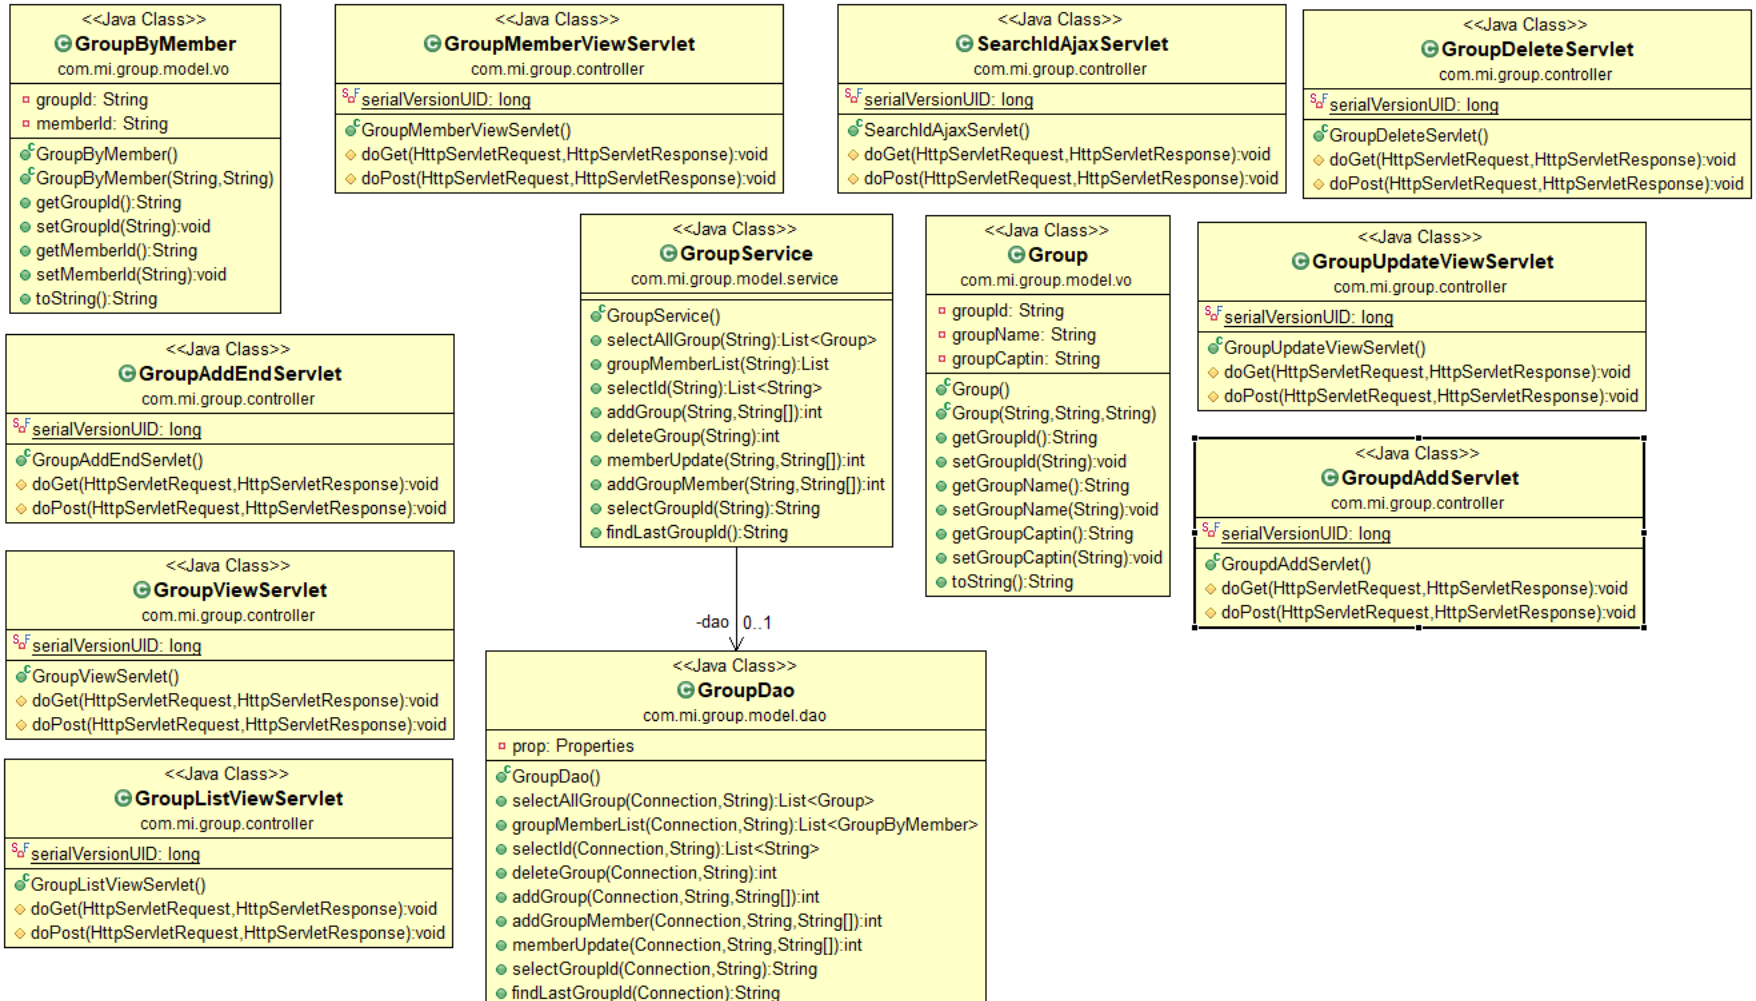 <<Java Class>>
GroupByMember
com.mi.group.model.vo
groupId: String
memberId: String
GroupByMember()
GroupByMember(String,String)
getGroupId():String
setGroupId(String):void
getMemberId():String
setMemberId(String):void
toString():String
<<Java Class>>
GroupMemberViewServlet
com.mi.group.controller
serialVersionUID: long
GroupMemberViewServlet()
doGet(HttpServletRequest,HttpServletResponse):void
doPost(HttpServletRequest,HttpServletResponse):void
<<Java Class>>
SearchIdAjaxServlet
com.mi.group.controller
serialVersionUID: long
SearchIdAjaxServlet()
doGet(HttpServletRequest,HttpServletResponse):void
doPost(HttpServletRequest,HttpServletResponse):void
<<Java Class>>
GroupDeleteServlet
com.mi.group.controller
serialVersionUID: long
GroupDeleteServlet()
doGet(HttpServletRequest,HttpServletResponse):void
doPost(HttpServletRequest,HttpServletResponse):void
<<Java Class>>
GroupService
com.mi.group.model.service
GroupService()
selectAllGroup(String):List<Group>
groupMemberList(String):List
selectId(String):List<String>
addGroup(String,String[]):int
deleteGroup(String):int
memberUpdate(String,String[]):int
addGroupMember(String,String[]):int
selectGroupId(String):String
findLastGroupId():String
<<Java Class>>
Group
com.mi.group.model.vo
groupId: String
groupName: String
groupCaptin: String
Group()
Group(String,String,String)
getGroupId():String
setGroupId(String):void
getGroupName():String
setGroupName(String):void
getGroupCaptin():String
setGroupCaptin(String):void
toString():String
<<Java Class>>
GroupUpdateViewServlet
com.mi.group.controller
serialVersionUID: long
GroupUpdateViewServlet()
doGet(HttpServletRequest,HttpServletResponse):void
doPost(HttpServletRequest,HttpServletResponse):void
<<Java Class>>
GroupAddEndServlet
com.mi.group.controller
serialVersionUID: long
GroupAddEndServlet()
doGet(HttpServletRequest,HttpServletResponse):void
doPost(HttpServletRequest,HttpServletResponse):void
<<Java Class>>
GroupdAddServlet
com.mi.group.controller
serialVersionUID: long
GroupdAddServlet()
doGet(HttpServletRequest,HttpServletResponse):void
doPost(HttpServletRequest,HttpServletResponse):void
<<Java Class>>
GroupViewServlet
com.mi.group.controller
serialVersionUID: long
GroupViewServlet()
doGet(HttpServletRequest,HttpServletResponse):void
doPost(HttpServletRequest,HttpServletResponse):void
-dao 0..1
<<Java Class>>
GroupDao
com.mi.group.model.dao
prop: Properties
GroupDao()
selectAllGroup(Connection,String):List<Group>
groupMemberList(Connection,String):List<GroupByMember>
selectId(Connection,String):List<String>
deleteGroup(Connection,String):int
addGroup(Connection,String,String[]):int
addGroupMember(Connection,String,String[]):int
memberUpdate(Connection,String,String[]):int
selectGroupId(Connection,String):String
findLastGroupId(Connection):String
<<Java Class>>
GroupListViewServlet
com.mi.group.controller
serialVersionUID: long
GroupListViewServlet()
doGet(HttpServletRequest,HttpServletResponse):void
doPost(HttpServletRequest,HttpServletResponse):void